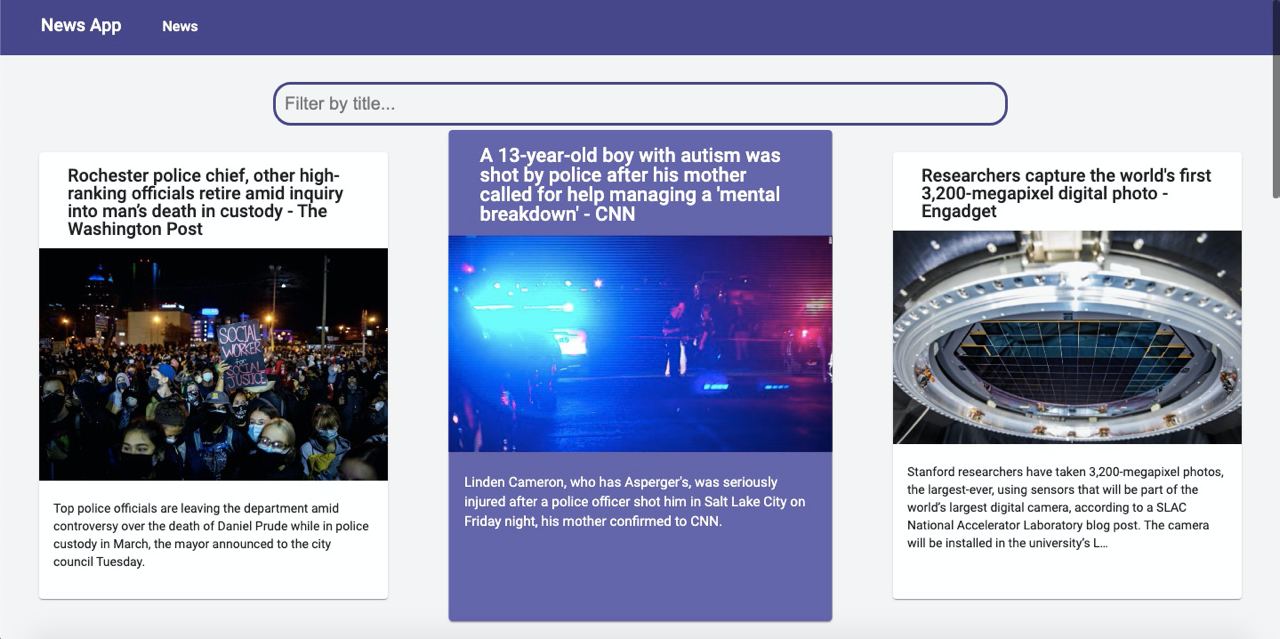 News App
News
Filter by title...
Rochester police chief, other high-
ranking officials retire amid inquiry
into man’s death in custody - The
Washington Post
SOCIAL
WORKER
for
SOCIAL
JUSTICE
Top police officials are leaving the department amid
controversy over the death of Daniel Prude while in police
custody in March, the mayor announced to the city
council Tuesday.
A 13-year-old boy with autism was
shot by police after his mother
called for help managing a 'mental
breakdown' - CNN
Linden Cameron, who has Asperger's, was seriously
injured after a police officer shot him in Salt Lake City on
Friday night, his mother confirmed to CNN.
Researchers capture the world's first
3,200-megapixel digital photo -
Engadget
Stanford researchers have taken 3,200-megapixel photos,
the largest-ever, using sensors that will be part of the
world’s largest digital camera, according to a SLAC
National Accelerator Laboratory blog post. The camera
will be installed in the university’s L…